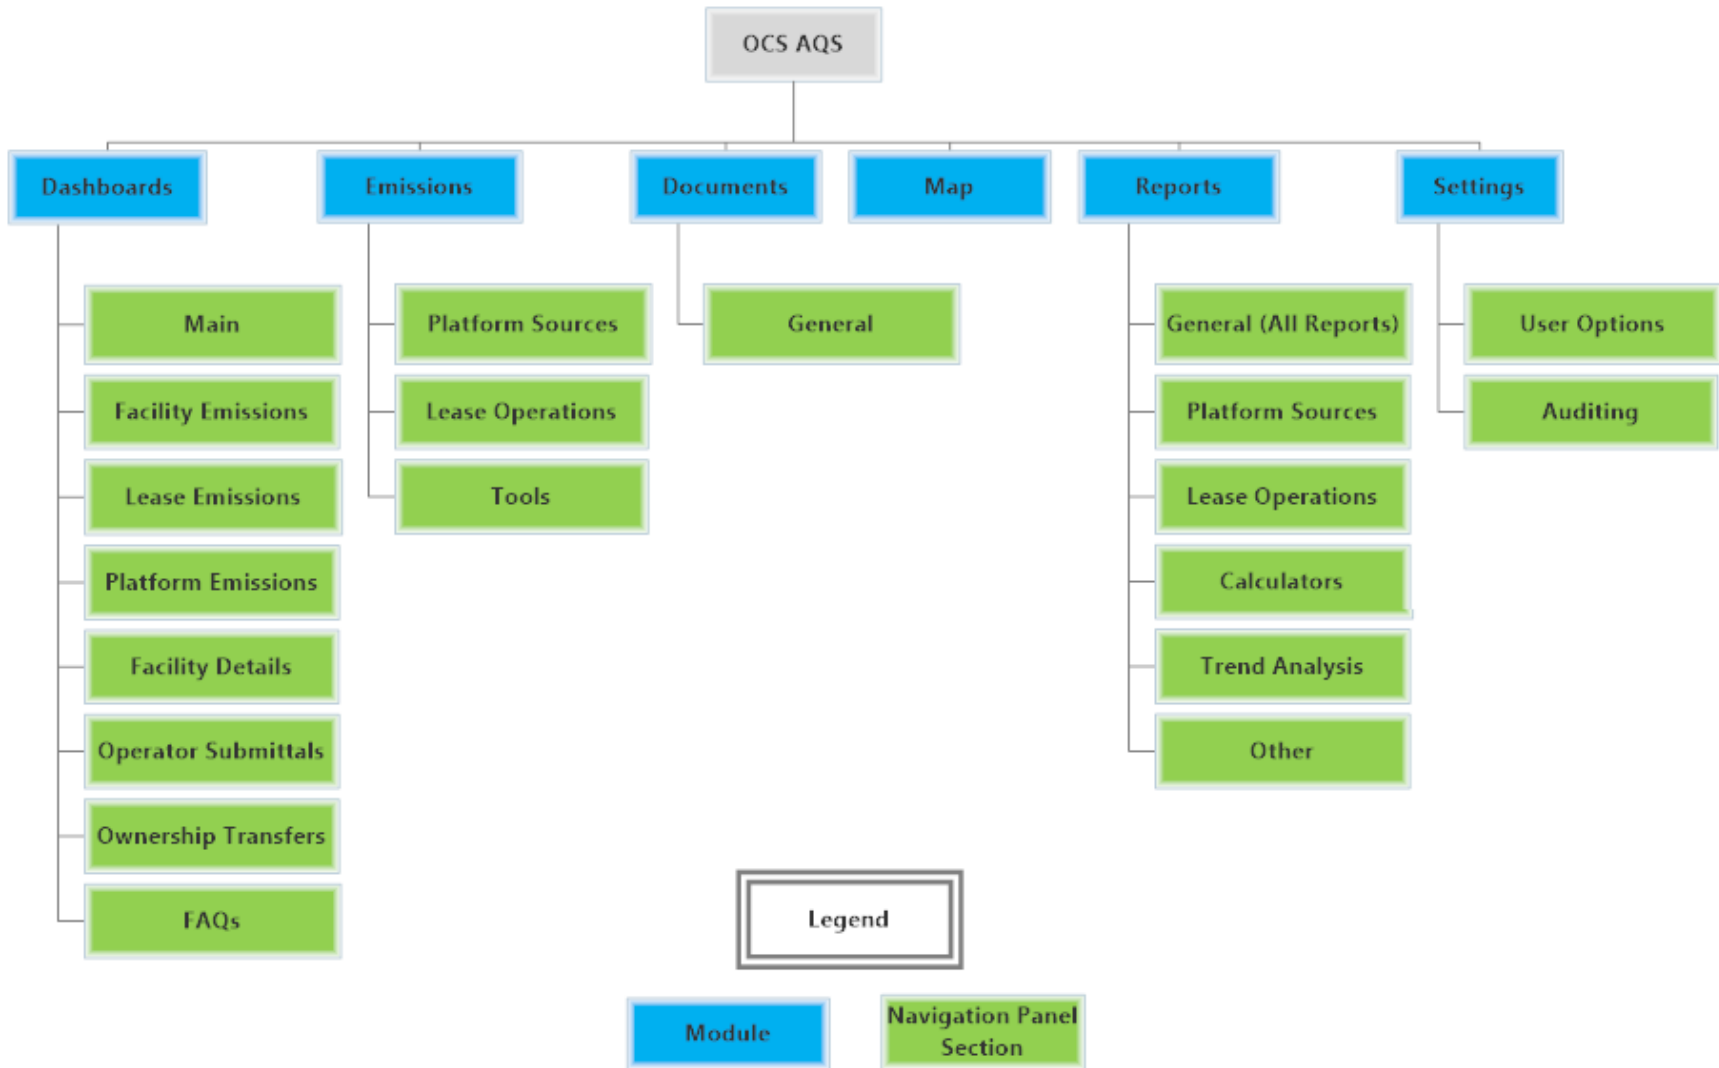 OCS AQS
Dashboards
Emissions
Documents
Map
Reports
Settings
Main
Facility Emissions
Lease Emissions
Platform Emissions
Facility Details
Operator Submittals
Ownership Transfers
FAQs
Platform Sources
Lease Operations
Tools
General
General (All Reports)
Platform Sources
Lease Operations
Calculators
Trend Analysis
Other
User Options
Auditing
Legend
Module
Navigation Panel
Section